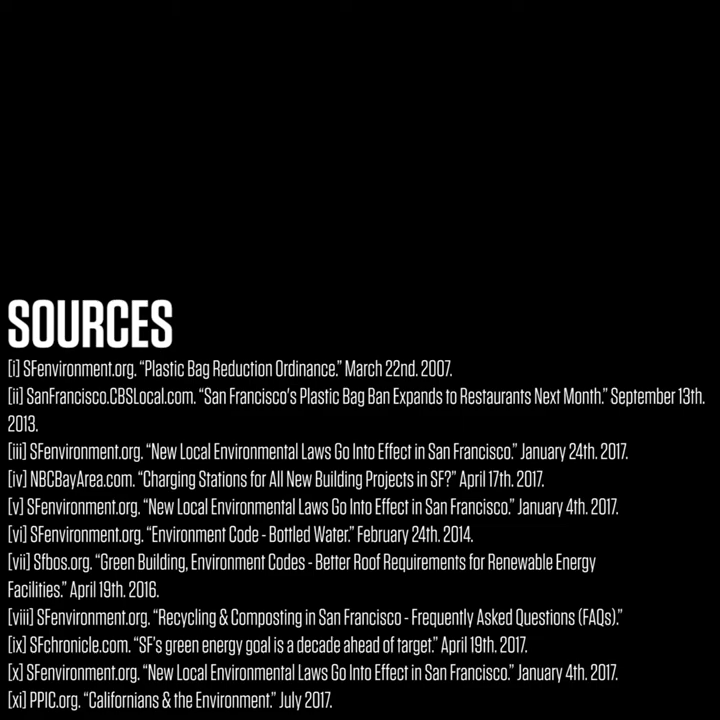 SOURCES
[i] SFenvironment.org. “Plastic Bag Reduction Ordinance.” March 22nd. 2007.
[ii] SanFrancisco.CBSLocal.com. “San Francisco's Plastic Bag Ban Expands to Restaurants Next Month.” September 13th.
2013.
[iii] SFenvironment.org. “New Local Environmental Laws Go Into Effect in San Francisco.” January 24th. 2017.
[iv] NBCBayArea.com. “Charging Stations for All New Building Projects in SF?” April 17th. 2017.
[v] SFenvironment.org. “New Local Environmental Laws Go Into Effect in San Francisco.” January 4th. 2017.
[vi] SFenvironment.org. “Environment Code - Bottled Water.” February 24th. 2014.
[vii] Sfbos.org. “Green Building, Environment Codes - Better Roof Requirements for Renewable Energy
Facilities.” April 19th. 2016.
[viii] SFenvironment.org. “Recycling & Composting in San Francisco - Frequently Asked Questions (FAQs).”
[ix] SFchronicle.com. “SF's green energy goal is a decade ahead of target.” April 19th. 2017.
[x] SFenvironment.org. “New Local Environmental Laws Go Into Effect in San Francisco.” January 4th. 2017.
[xi] PPIC.org. “Californians & the Environment.” July 2017.